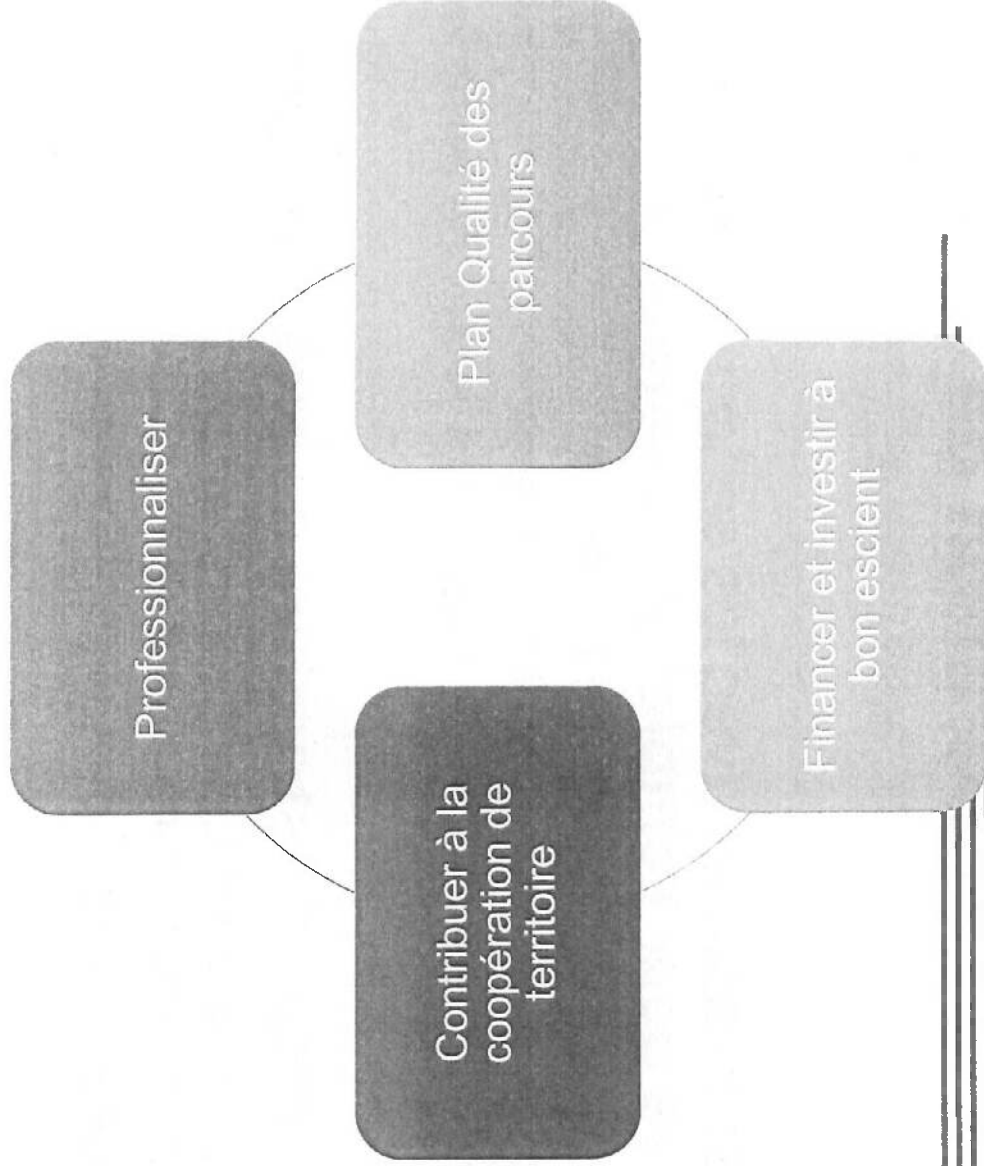 Professionnaliser
Plan Qualité des
parcours
Financer et investir à
bon escient
Contribuer à la
coopération de
territoire